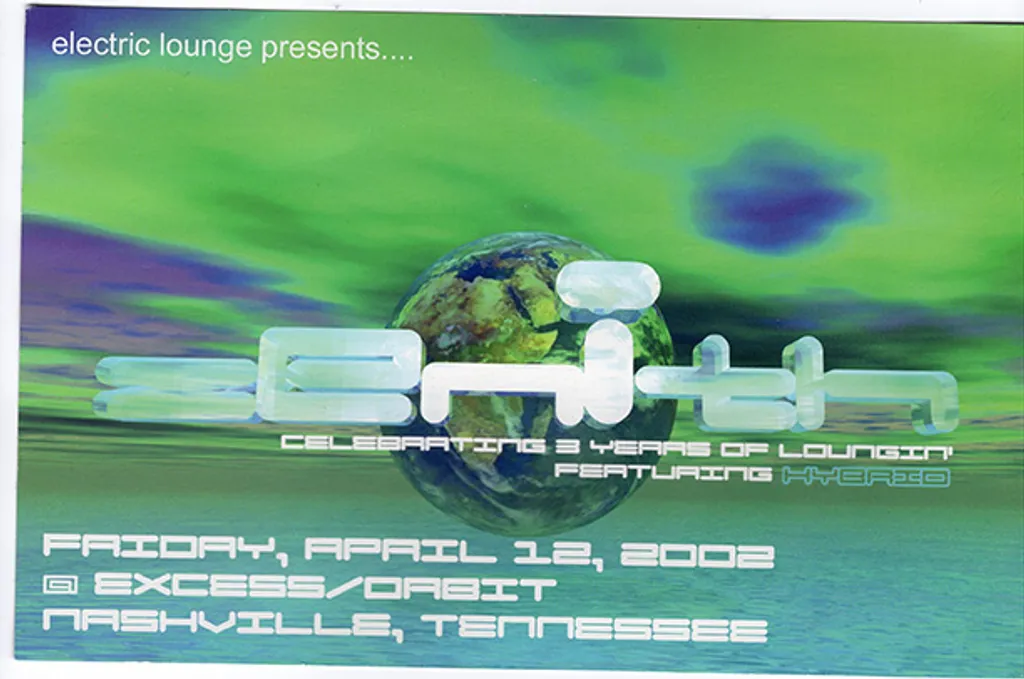 electric lounge presents....
zenith
CELEBRATING 3 YEARS OF LOUNGIN'
FEATURING HYBRID
FRIDAY, APRIL 12, 2002
@ EXCESS/ORBIT
NASHVILLE, TENNESSEE